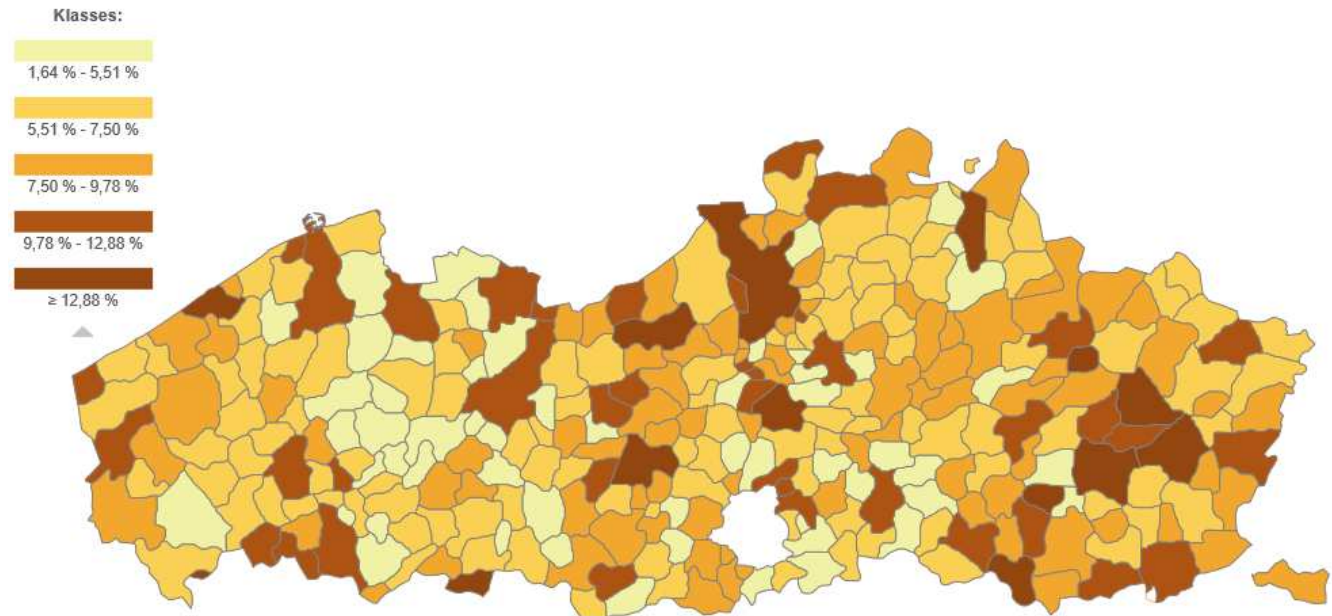 Klasses:
1,64 % - 5,51 %
5,51 % - 7,50 %
7,50 % - 9,78 %
9,78 % - 12,88 %
≥ 12,88 %